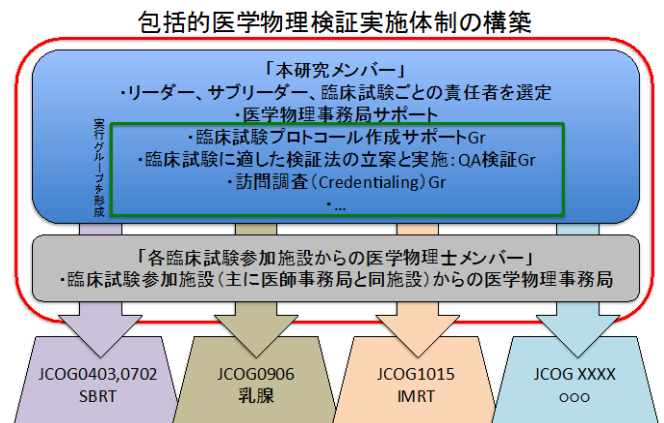 包括的医学物理検証実施体制の構築
「本研究メンバー」
・リーダー、サブリーダー、臨床試験ごとの責任者を選定
・医学物理事務局サポート
実行グループを形成
・臨床試験プロトコール作成サポートGr
・臨床試験に適した検証法の立案と実施：QA検証Gr
・訪問調査（Credentialing）Gr
・…
「各臨床試験参加施設からの医学物理士メンバー」
・臨床試験参加施設（主に医師事務局と同施設）からの医学物理事務局
JCOG0403,0702
SBRT
JCOG0906
乳腺
JCOG1015
IMRT
JCOG XXXX
○○○